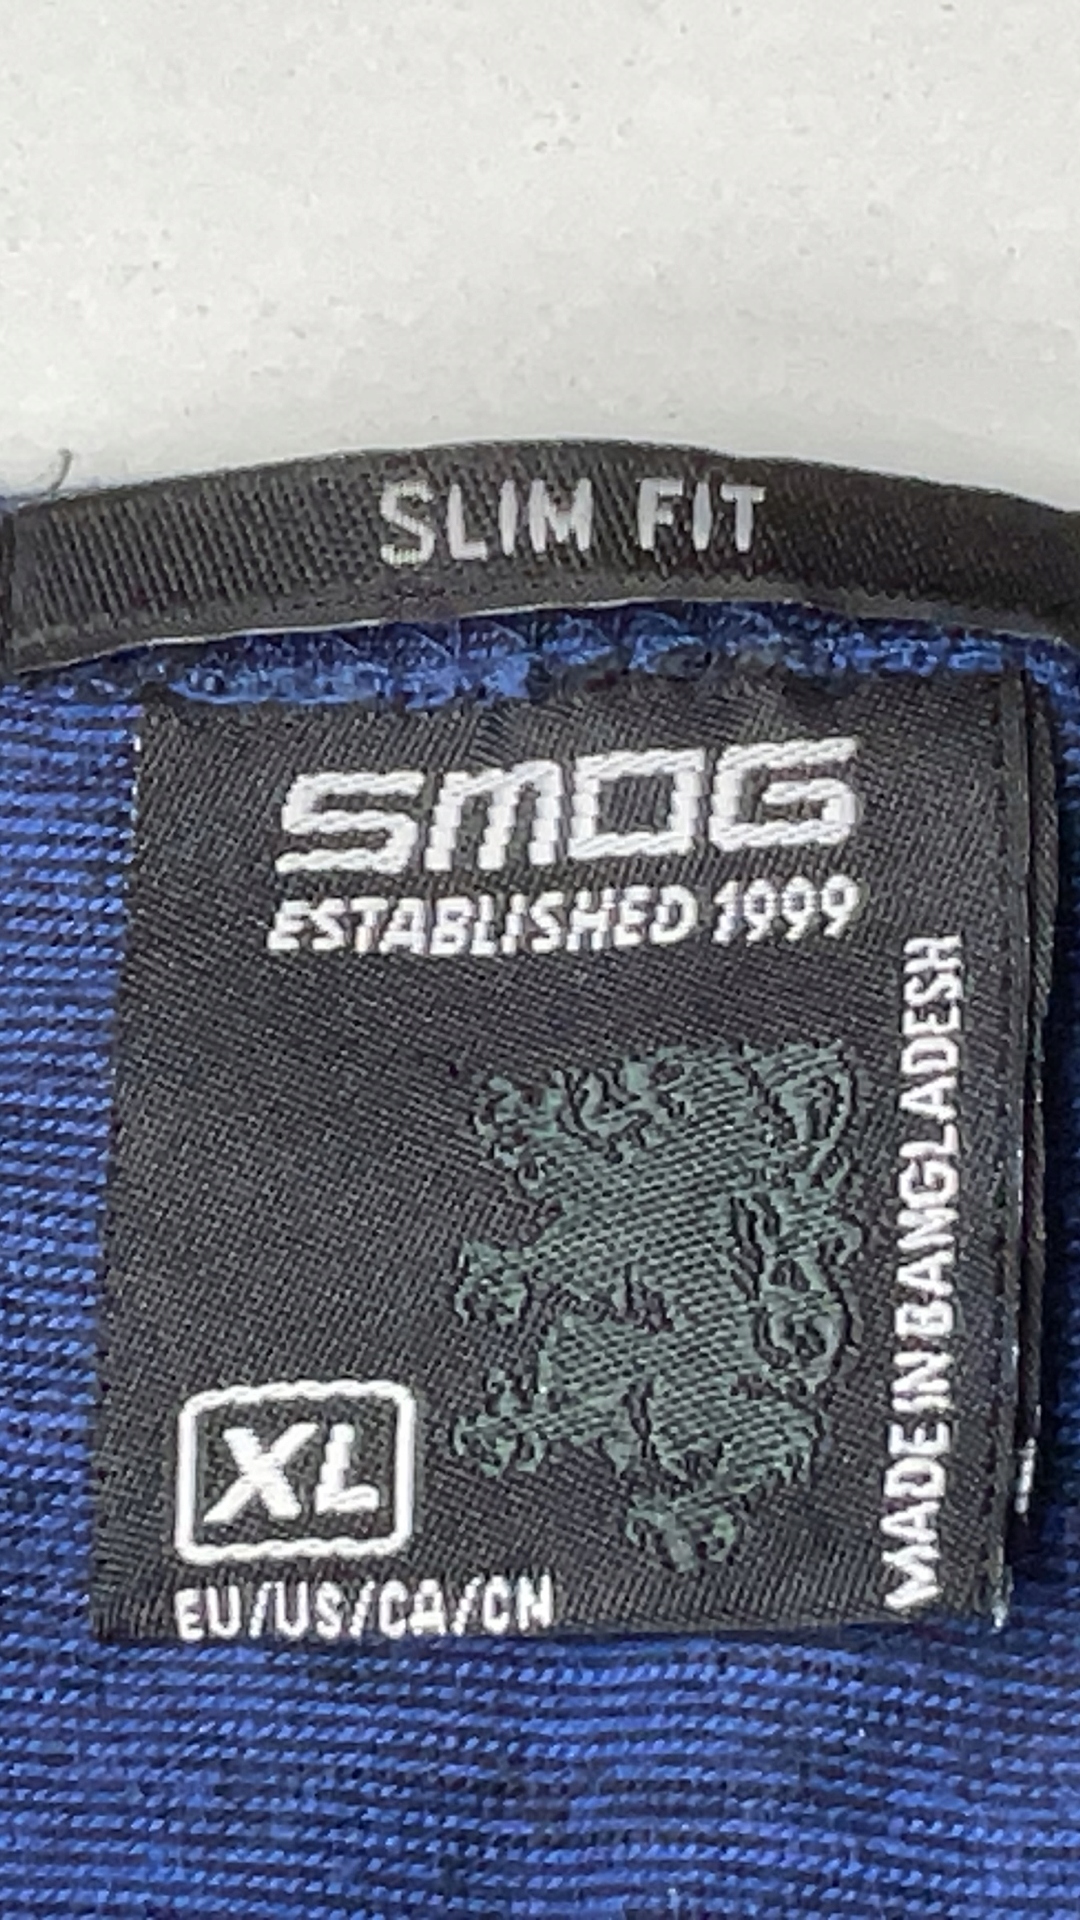 SLIM FIT
SMOG
ESTABLISHED 1999
MADE IN BANGLADESH
XL
EU/US/CA/CN